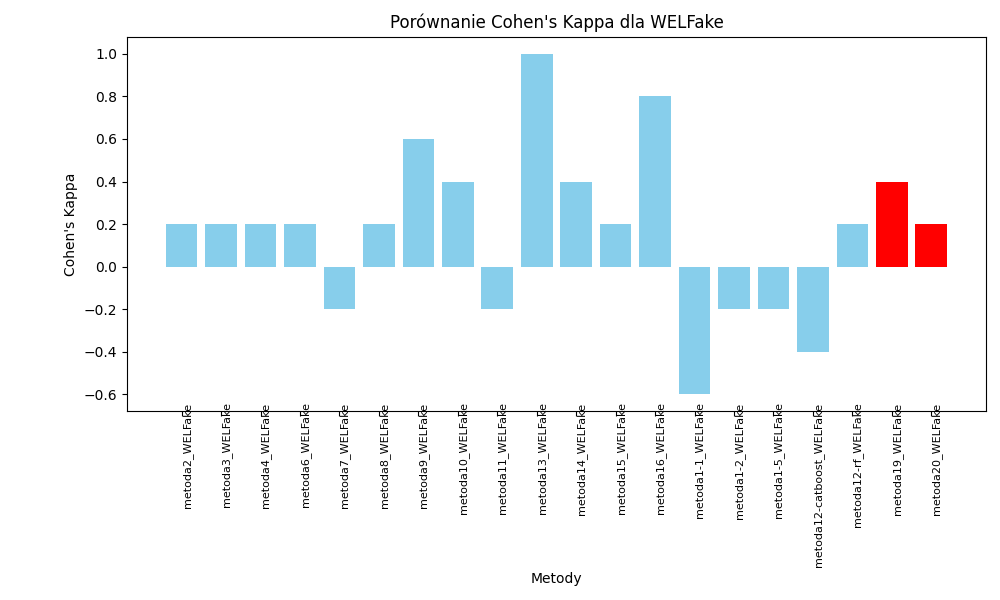 Porównanie Cohen's Kappa dla WELFake
Cohen's Kappa
1.0
0.8
0.6
0.4
0.2
0.0
−0.2
−0.4
−0.6
metoda2_WELFake
metoda3_WELFake
metoda4_WELFake
metoda6_WELFake
metoda7_WELFake
metoda8_WELFake
metoda9_WELFake
metoda10_WELFake
metoda11_WELFake
metoda13_WELFake
metoda14_WELFake
metoda15_WELFake
metoda16_WELFake
metoda1-1_WELFake
metoda1-2_WELFake
metoda1-5_WELFake
metoda12-catboost_WELFake
metoda12-rf_WELFake
metoda19_WELFake
metoda20_WELFake
Metody